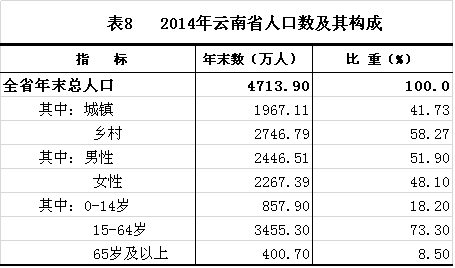 表8 2014年云南省人口数及其构成
指 标 年末数（万人） 比 重(%)
全省年末总人口 4713.90 100.0
其中：城镇 1967.11 41.73
乡村 2746.79 58.27
其中：男性 2446.51 51.90
女性 2267.39 48.10
其中：0-14岁 857.90 18.20
15-64岁 3455.30 73.30
65岁及以上 400.70 8.50